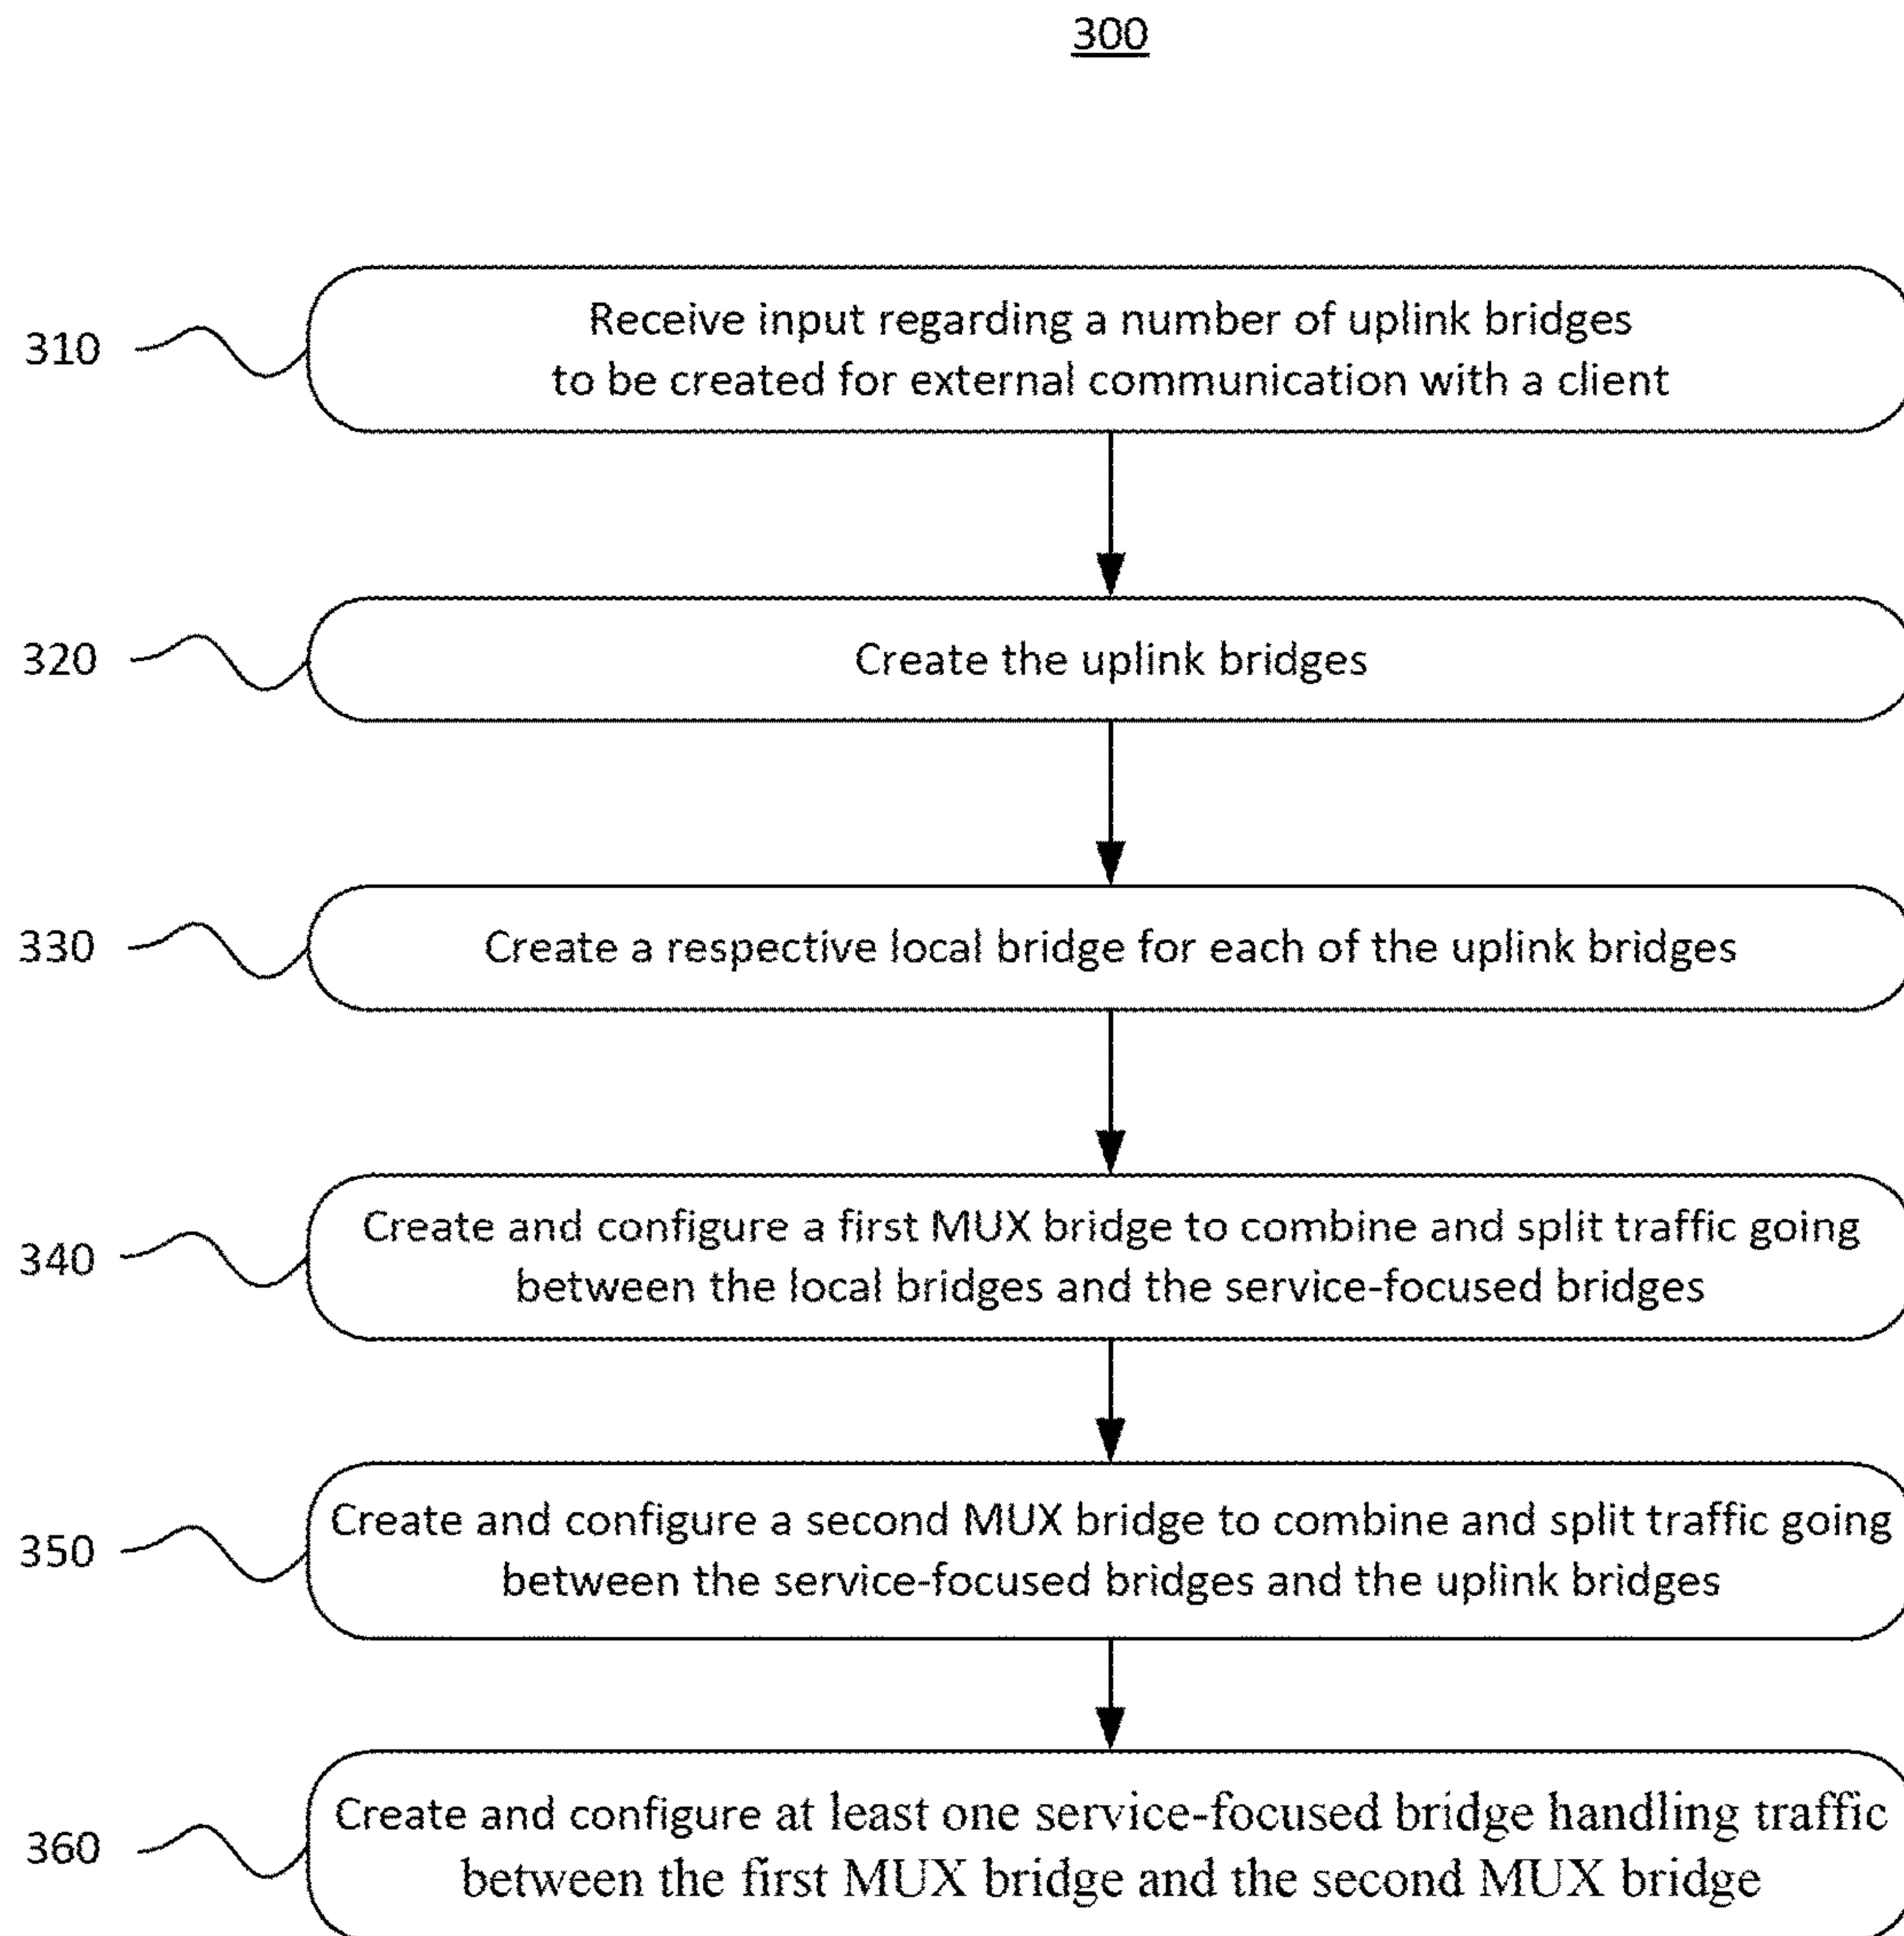 300
310
Receive input regarding a number of uplink bridges
to be created for external communication with a client
320
Create the uplink bridges
330
Create a respective local bridge for each of the uplink bridges
340
Create and configure a first MUX bridge to combine and split traffic going
between the local bridges and the service-focused bridges
350
Create and configure a second MUX bridge to combine and split traffic going
between the service-focused bridges and the uplink bridges
360
Create and configure at least one service-focused bridge handling traffic
between the first MUX bridge and the second MUX bridge